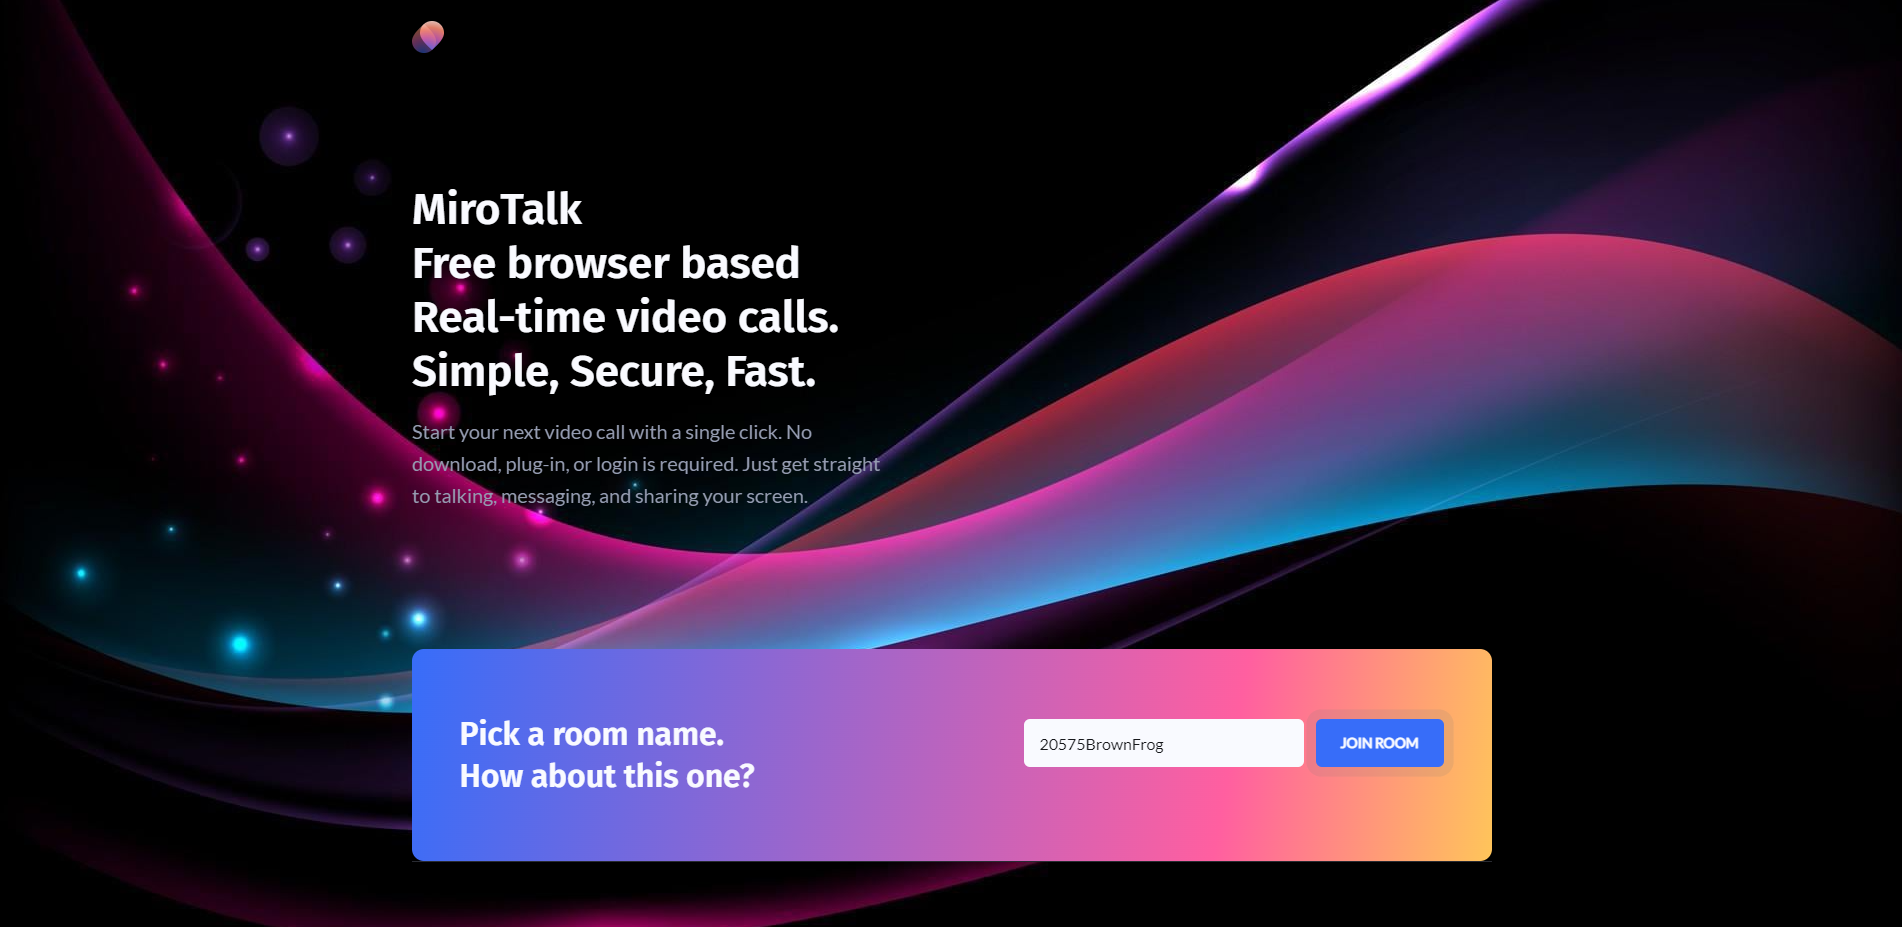 MiroTalk
Free browser based
Real-time video calls.
Simple, Secure, Fast.
Start your next video call with a single click. No
download, plug-in, or login is required. Just get straight
to talking, messaging, and sharing your screen.
Pick a room name.
How about this one?
20575BrownFrog
JOIN ROOM